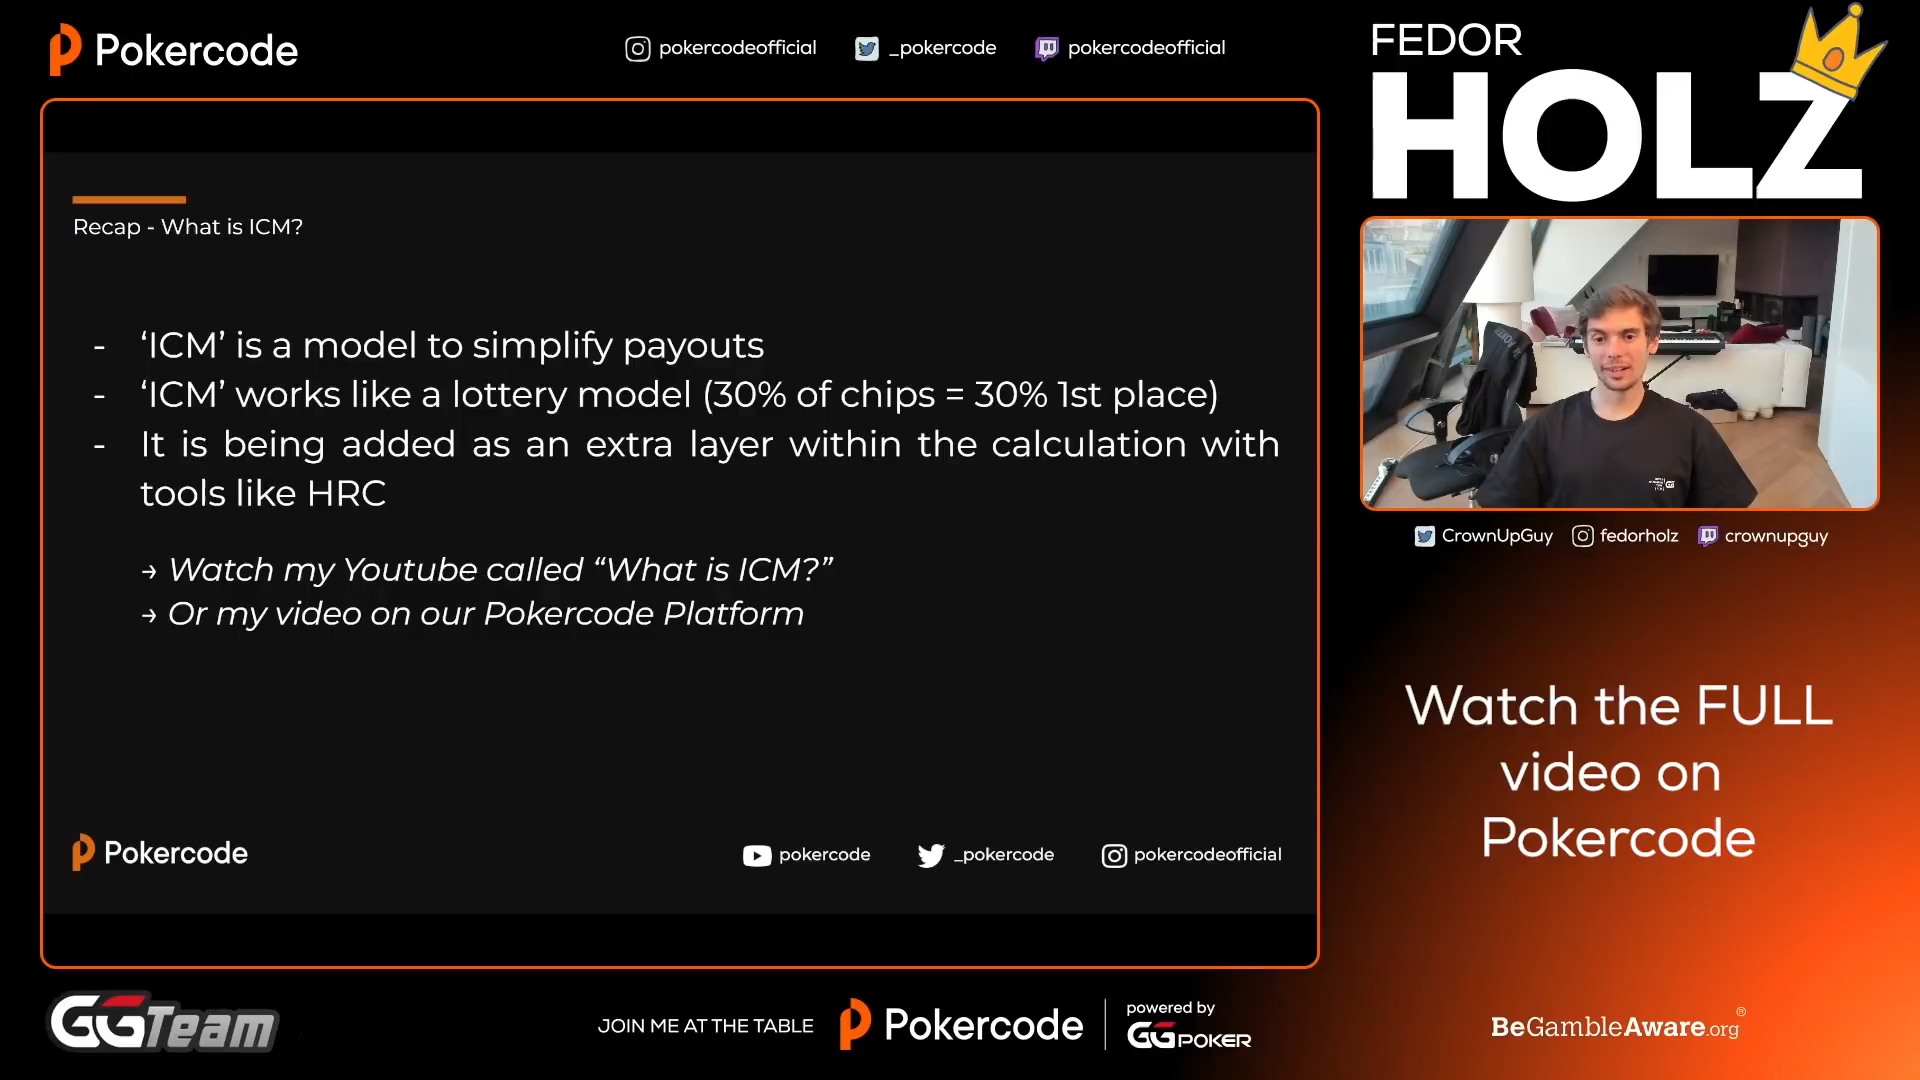 Pokercode
pokercodeofficial
_pokercode
pokercodeofficial
FEDOR
HOLZ
Recap - What is ICM?
- ‘ICM’ is a model to simplify payouts
- ‘ICM’ works like a lottery model (30% of chips = 30% 1st place)
- It is being added as an extra layer within the calculation with
tools like HRC
→ Watch my Youtube called “What is ICM?”
→ Or my video on our Pokercode Platform
Pokercode
pokercode
_pokercode
pokercodeofficial
CrownUpGuy
fedorholz
crownupguy
Watch the FULL
video on
Pokercode
GGTeam
JOIN ME AT THE TABLE
Pokercode
powered by
GGPOKER
BeGambleAware.org®